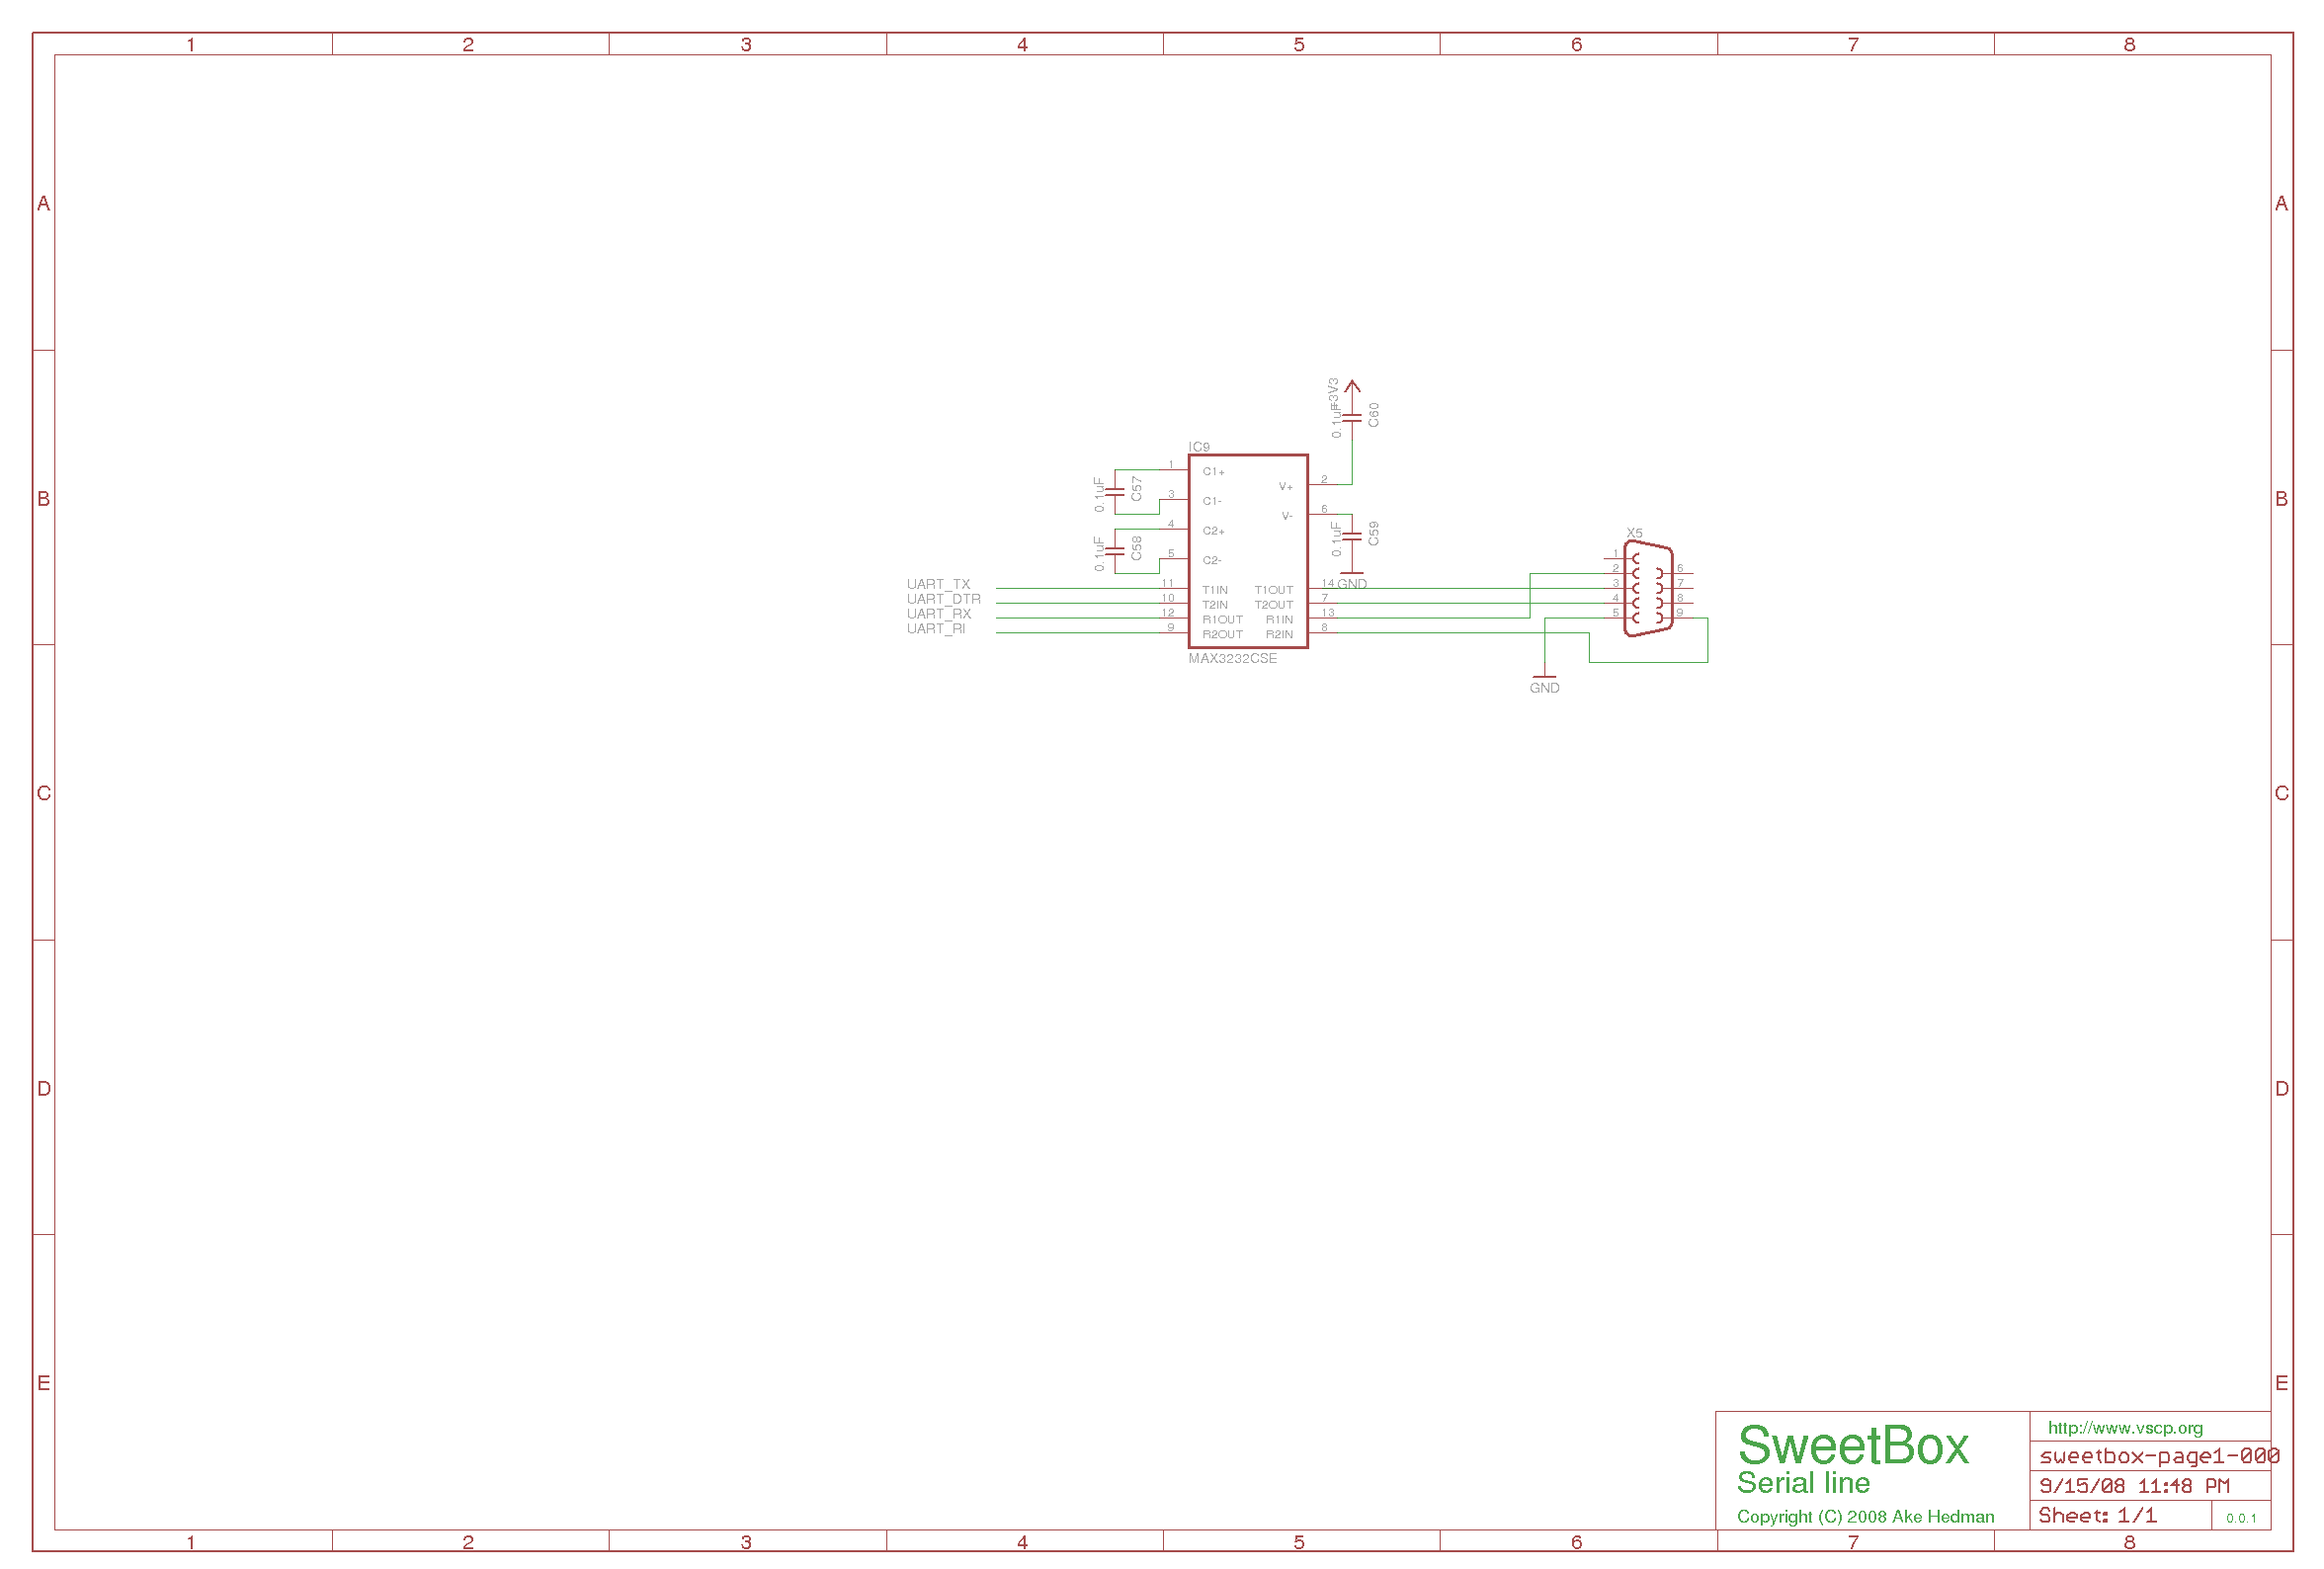 1 2 3 4 5 6 7 8
A A
+3V3
0.1uF
C60
IC9
1 C1+
0.1uF
C57
V+ 2
3 C1-
V- 6
4 C2+
0.1uF
C59
0.1uF
C58
5 C2-
B B
X5
1
2 6
3 7
4 8
5 9
UART_TX 11 T1IN T1OUT 14 GND
UART_DTR 10 T2IN T2OUT 7
UART_RX 12 R1OUT R1IN 13
UART_RI 9 R2OUT R2IN 8
MAX3232CSE
GND
C C
D D
E E
SweetBox
Serial line
Copyright (C) 2008 Ake Hedman
http://www.vscp.org
sweetbox-page1-000
9/15/08 11:48 PM
Sheet: 1/1
0.0.1
1 2 3 4 5 6 7 8